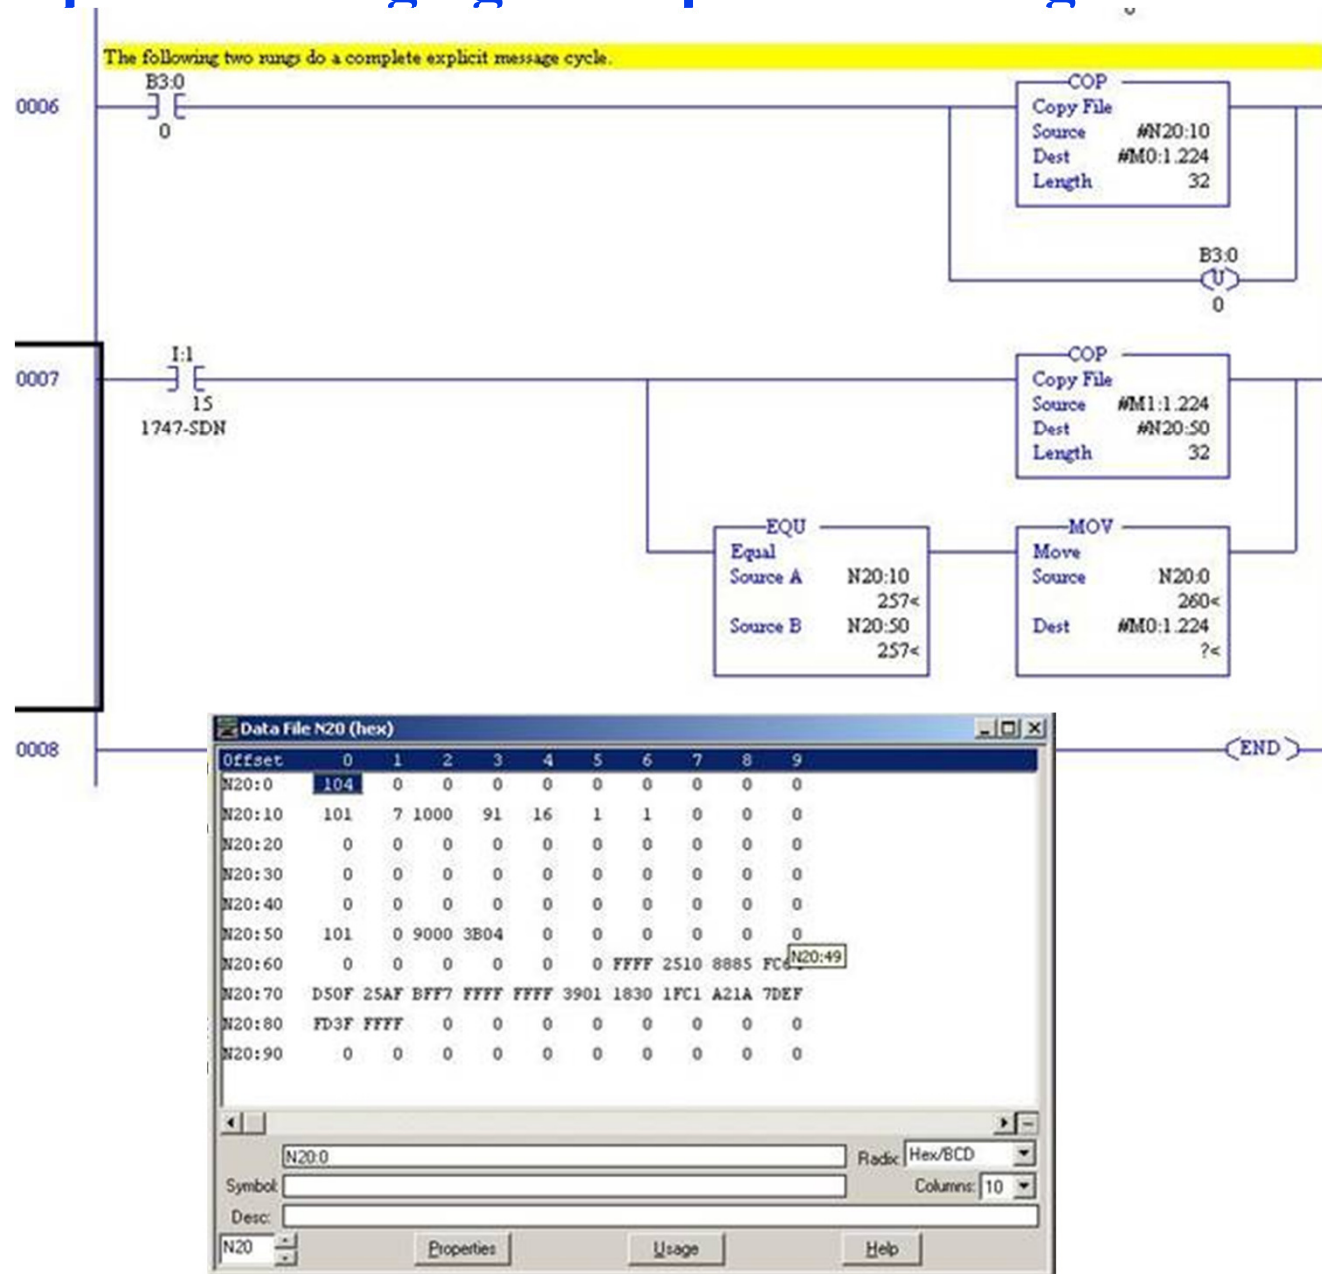 The following two rungs do a complete explicit message cycle.
B3:0
0006
0
COP
Copy File
Source #N20:10
Dest #M0:1.224
Length 32
B3:0
U
0
I:1
0007
15
1747-SDN
COP
Copy File
Source #M1:1.224
Dest #N20:50
Length 32
EQU
Equal
Source A N20:10
257<
Source B N20:50
257<
MOV
Move
Source N20:0
260<
Dest #M0:1.224
?<
0008
END
Data File N20 (hex)
Offset 0 1 2 3 4 5 6 7 8 9
N20:0 104 0 0 0 0 0 0 0 0 0
N20:10 101 7 1000 91 16 1 1 0 0 0
N20:20 0 0 0 0 0 0 0 0 0 0
N20:30 0 0 0 0 0 0 0 0 0 0
N20:40 0 0 0 0 0 0 0 0 0 0
N20:50 101 0 9000 3B04 0 0 0 0 0 0
N20:49
N20:60 0 0 0 0 0 0 FFFF 2510 8885
N20:70 D50F 25AF BFF7 FFFF FFFF 3901 1830 1FC1 A21A 7DEF
N20:80 FD3F FFFF 0 0 0 0 0 0 0 0
N20:90 0 0 0 0 0 0 0 0 0 0
N20:0
Radix: Hex/BCD
Symbol:
Columns: 10
Desc:
N20
Properties Usage Help